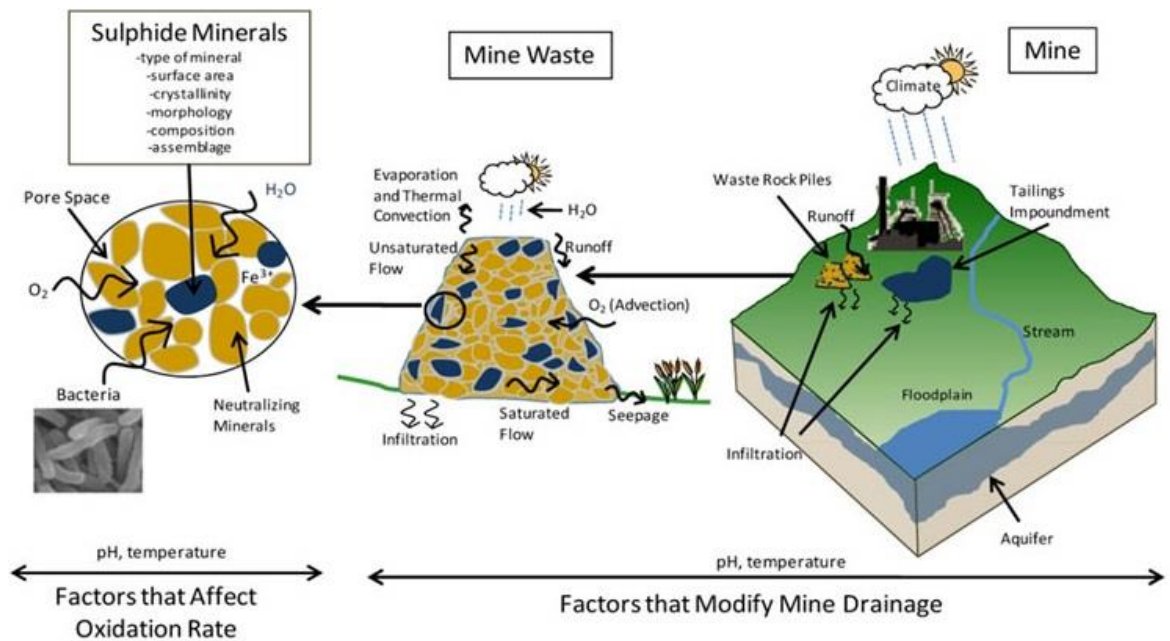 Sulphide Minerals
-type of mineral
-surface area
-crystallinity
-morphology
-composition
-assemblage
Pore Space
H₂O
O₂
Fe³⁺
Bacteria
Neutralizing
Minerals
pH, temperature
Factors that Affect
Oxidation Rate
Mine Waste
Evaporation
and Thermal
Convection
H₂O
Unsaturated
Flow
Runoff
O₂ (Advection)
Infiltration
Saturated
Flow
Seepage
Mine
Climate
Waste Rock Piles
Runoff
Tailings
Impoundment
Stream
Floodplain
Infiltration
Aquifer
pH, temperature
Factors that Modify Mine Drainage